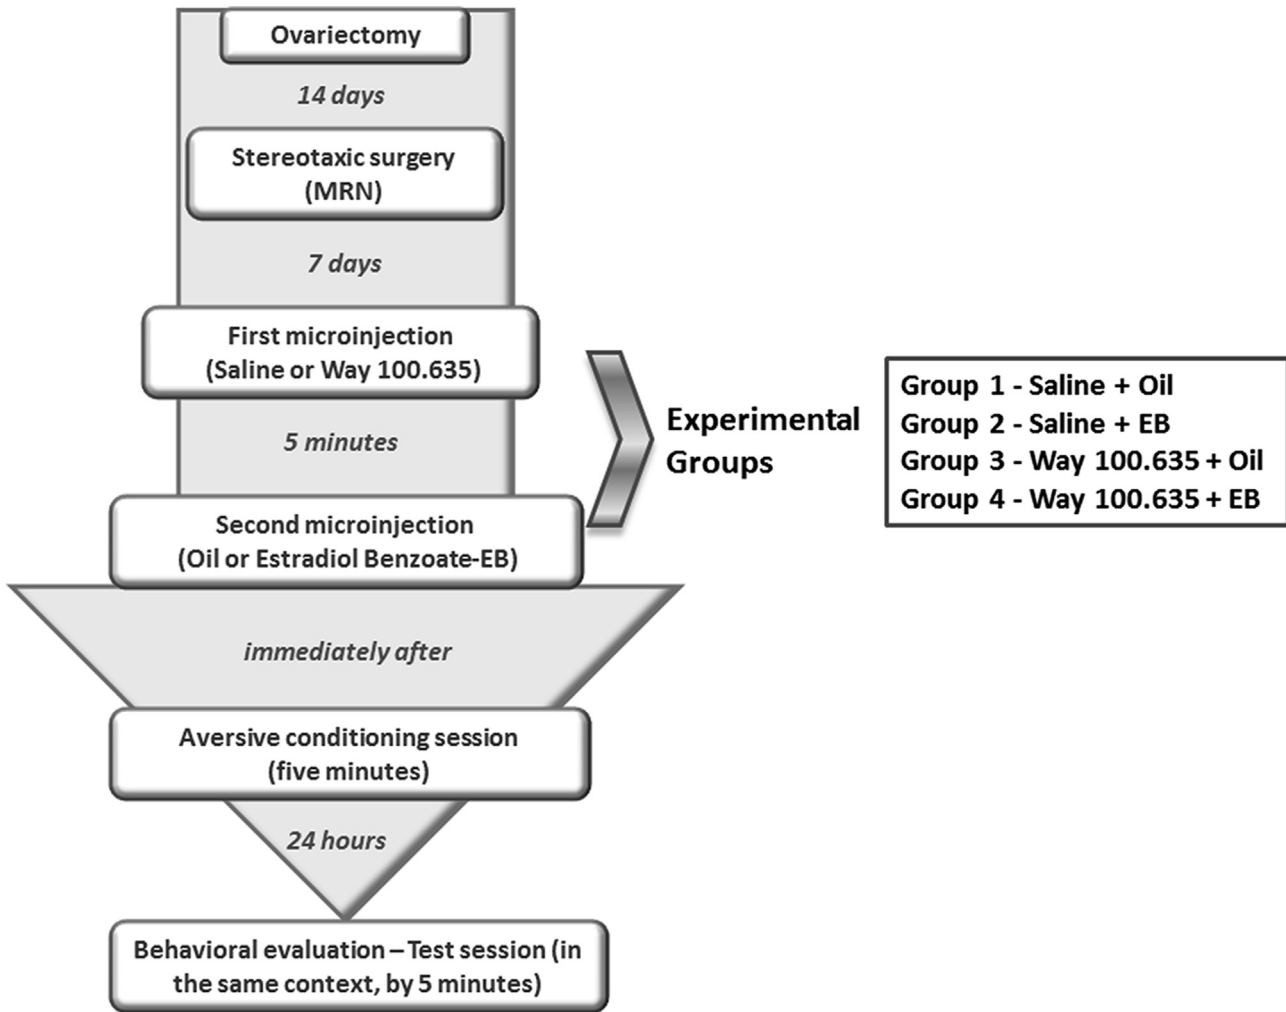 Ovariectomy
14 days
Stereotaxic surgery
(MRN)
7 days
First microinjection
(Saline or Way 100.635)
5 minutes
Second microinjection
(Oil or Estradiol Benzoate-EB)
Experimental
Groups
Group 1 - Saline + Oil
Group 2 - Saline + EB
Group 3 - Way 100.635 + Oil
Group 4 - Way 100.635 + EB
immediately after
Aversive conditioning session
(five minutes)
24 hours
Behavioral evaluation – Test session (in
the same context, by 5 minutes)